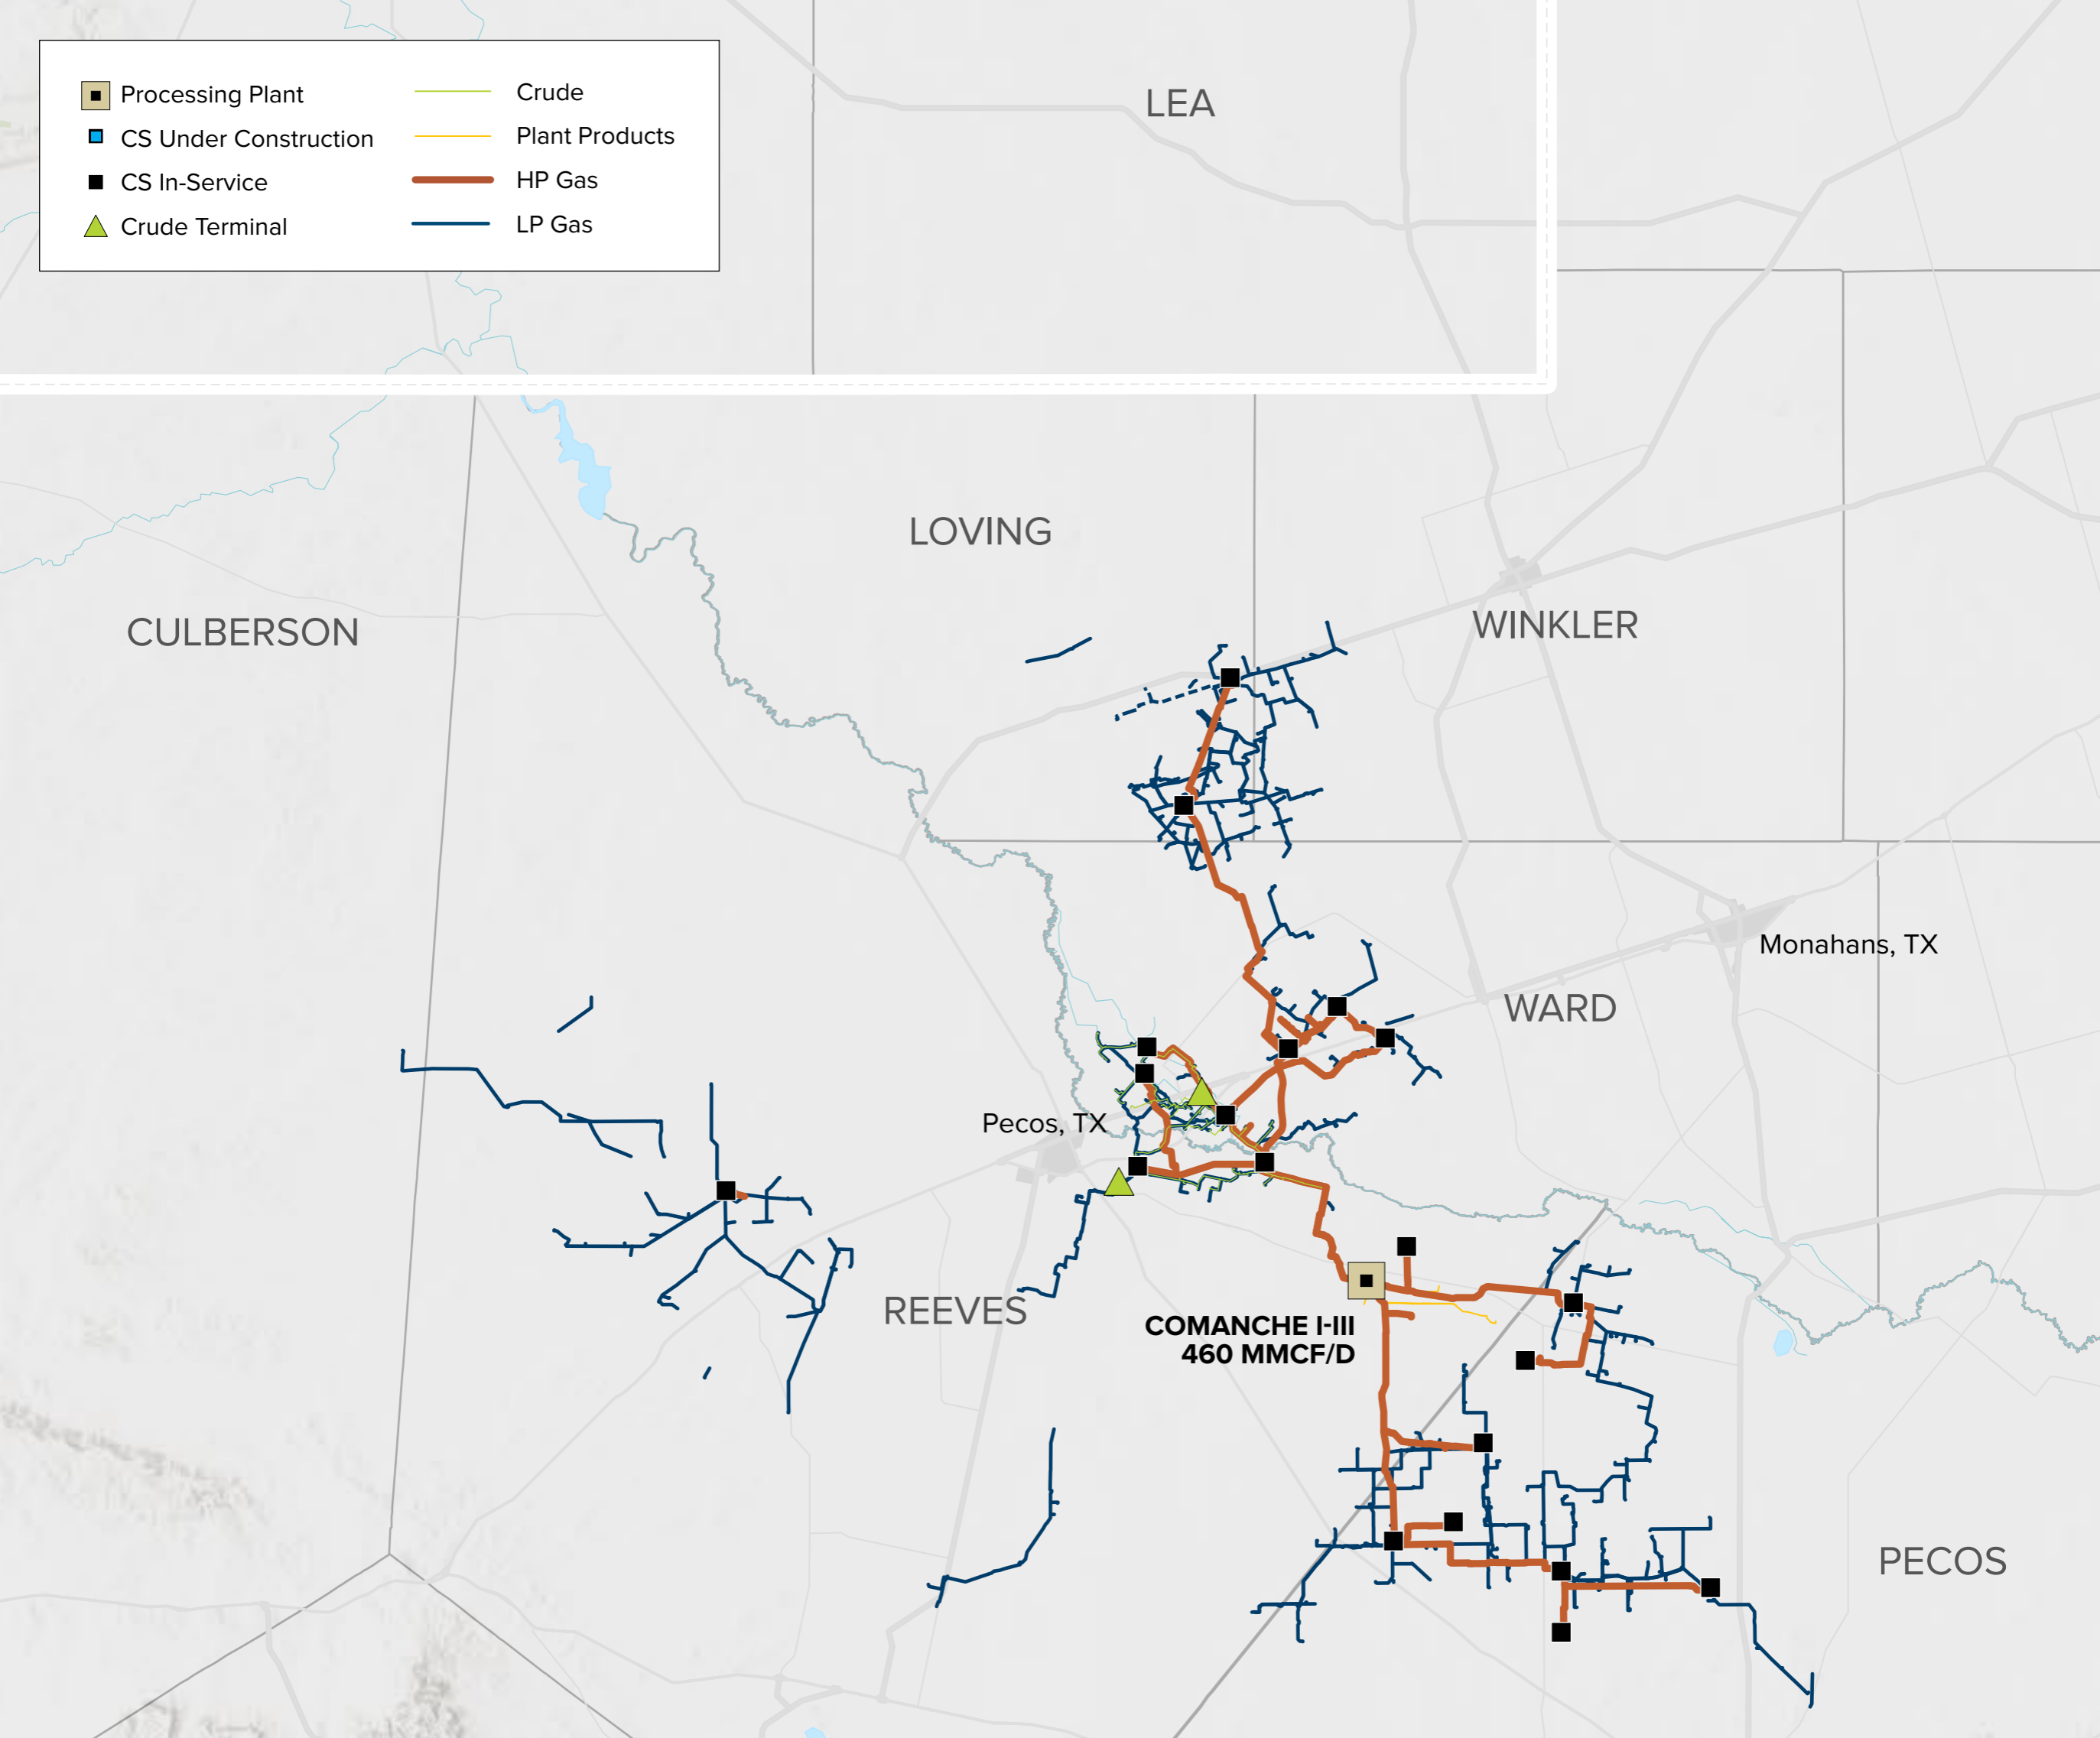 Processing Plant
CS Under Construction
CS In-Service
Crude Terminal
Crude
Plant Products
HP Gas
LP Gas
LEA
LOVING
CULBERSON
WINKLER
Monahans, TX
WARD
Pecos, TX
REEVES
COMANCHE I-III
460 MMCF/D
PECOS